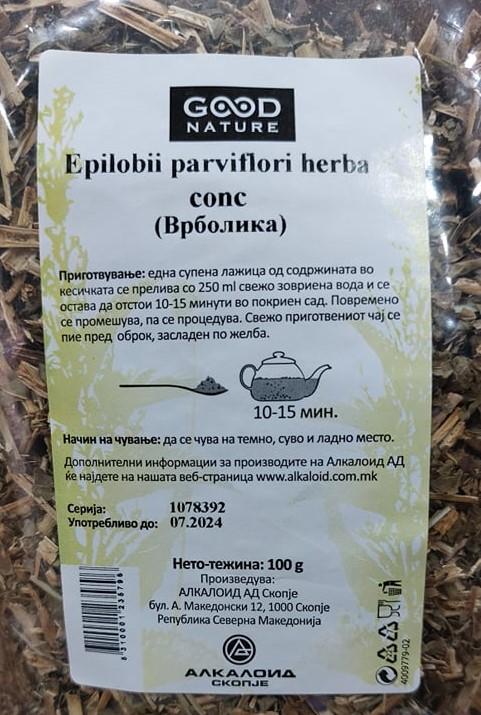 GOOD
NATURE
Epilobii parviflori herba
conc
(Врболика)
Приготвување: една супена лажица од содржината во
кесичката се прелива со 250 ml свежо зовриена вода и се
остава да отстои 10-15 минути во покриен сад. Повремено
се промешува, па се процедува. Свежо приготвениот чај се
пие пред оброк, засладен по желба.
10-15 мин.
Начин на чување: да се чува на темно, суво и ладно место.
Дополнителни информации за производите на Алкалоид АД
ќе најдете на нашата веб-страница www.alkaloid.com.mk
Серија: 1078392
Употребливо до: 07.2024
Нето-тежина: 100 g
Произведува:
АЛКАЛОИД АД Скопје
бул. А. Македонски 12, 1000 Скопје
Република Северна Македонија
АЛКАЛОИД
СКОПЈЕ
4009779-02